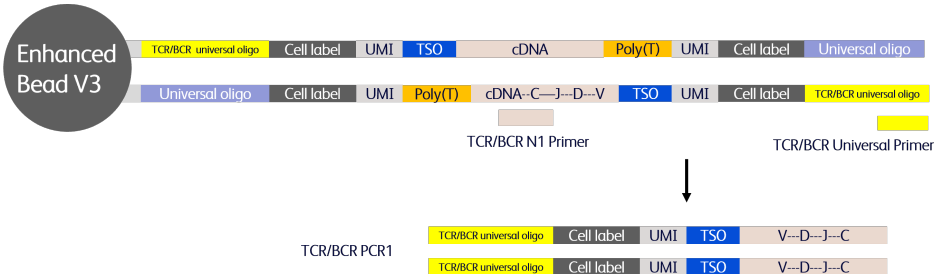 Enhanced
Bead V3
TCR/BCR universal oligo Cell label UMI TSO cDNA Poly(T) UMI Cell label Universal oligo
Universal oligo Cell label UMI Poly(T) cDNA--C—J---D---V TSO UMI Cell label TCR/BCR universal oligo
TCR/BCR N1 Primer TCR/BCR Universal Primer
TCR/BCR PCR1
TCR/BCR universal oligo Cell label UMI TSO V---D---J---C
TCR/BCR universal oligo Cell label UMI TSO V---D---J---C